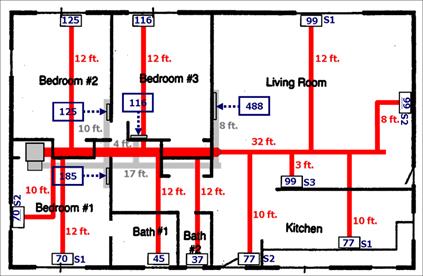 125
116
99 S1
12 ft.
12 ft.
12 ft.
Bedroom #2
Bedroom #3
Living Room
125
116
488
99 S2
10 ft.
4 ft.
8 ft.
8 ft.
32 ft.
17 ft.
3 ft.
10 ft.
185
99 S3
70 S2
Bedroom #1
12 ft.
12 ft.
12 ft.
10 ft.
10 ft.
Bath #1
Bath #2
Kitchen
70 S1
45
37
77 S2
77 S1